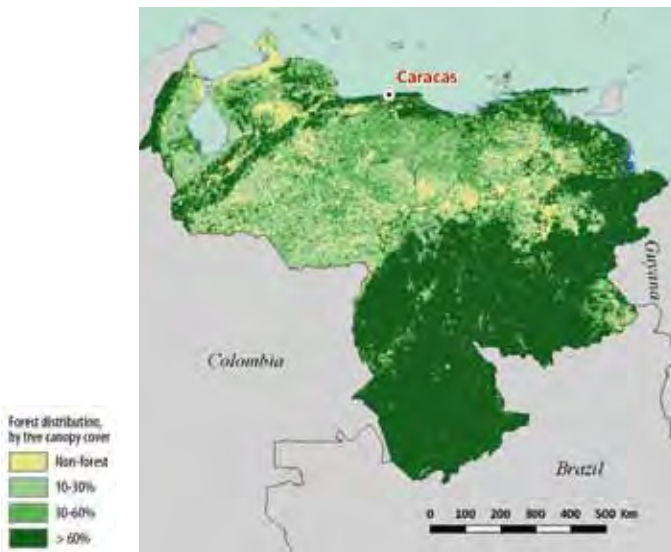 Caracas
Guyana
Colombia
Brazil
0 100 200 300 400 500 Km
Forest distribution,
by tree canopy cover
Non-forest
10-30%
30-60%
> 60%